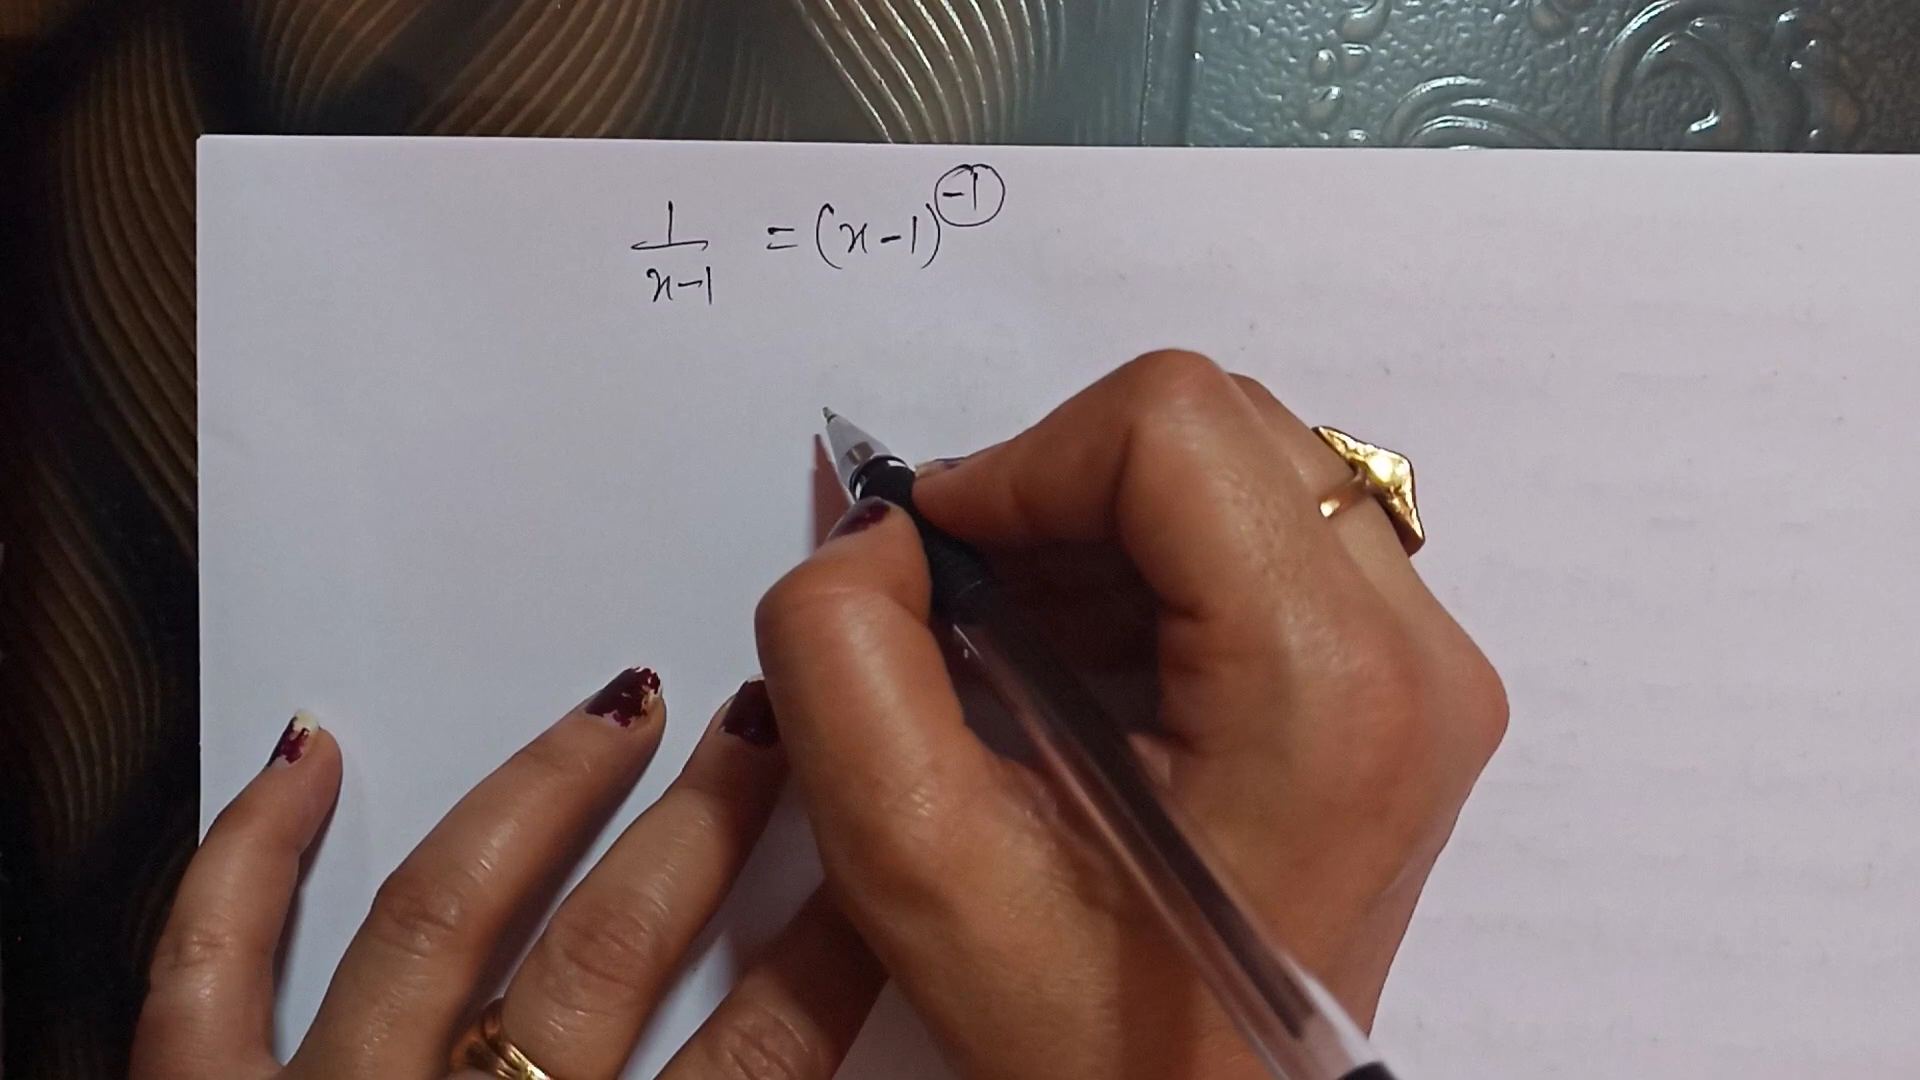 1/(x-1) = (x-1)^-1